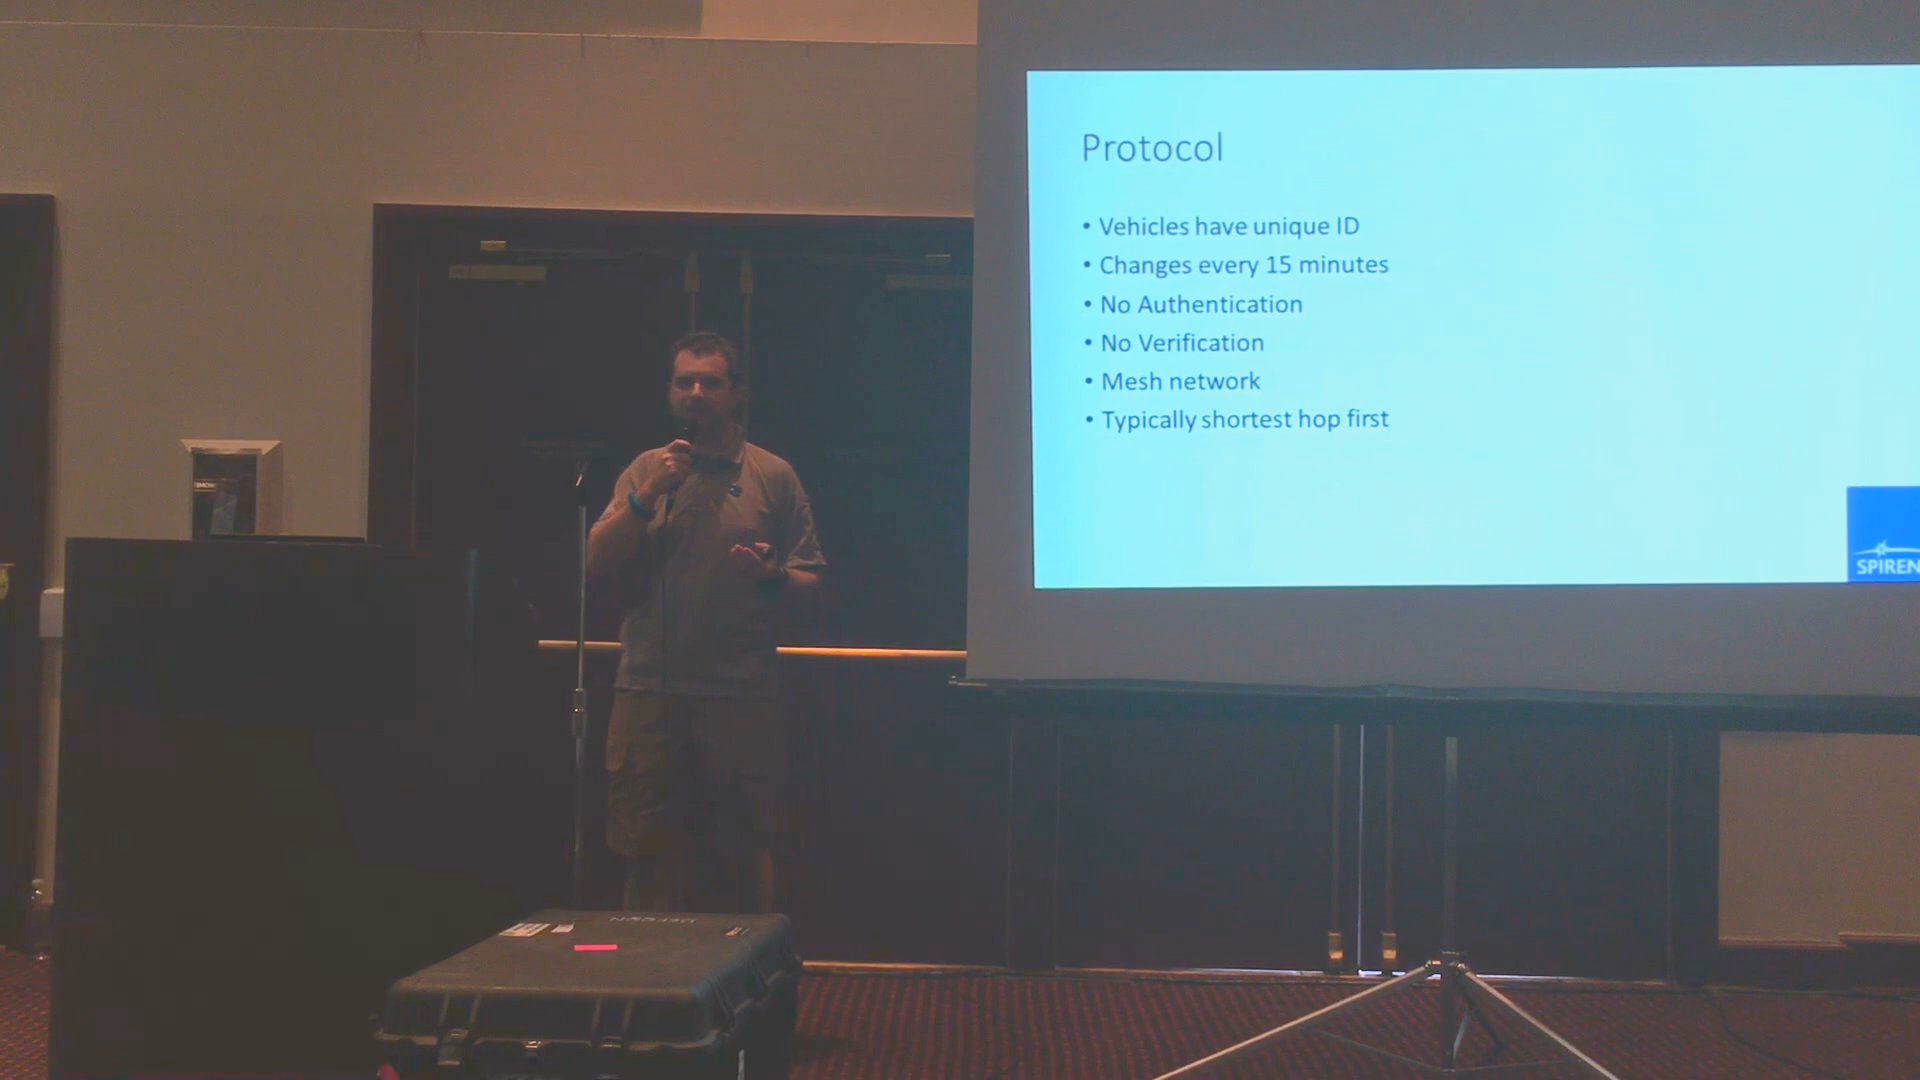 Protocol
• Vehicles have unique ID
• Changes every 15 minutes
• No Authentication
• No Verification
• Mesh network
• Typically shortest hop first
SPIREN
DEFCON